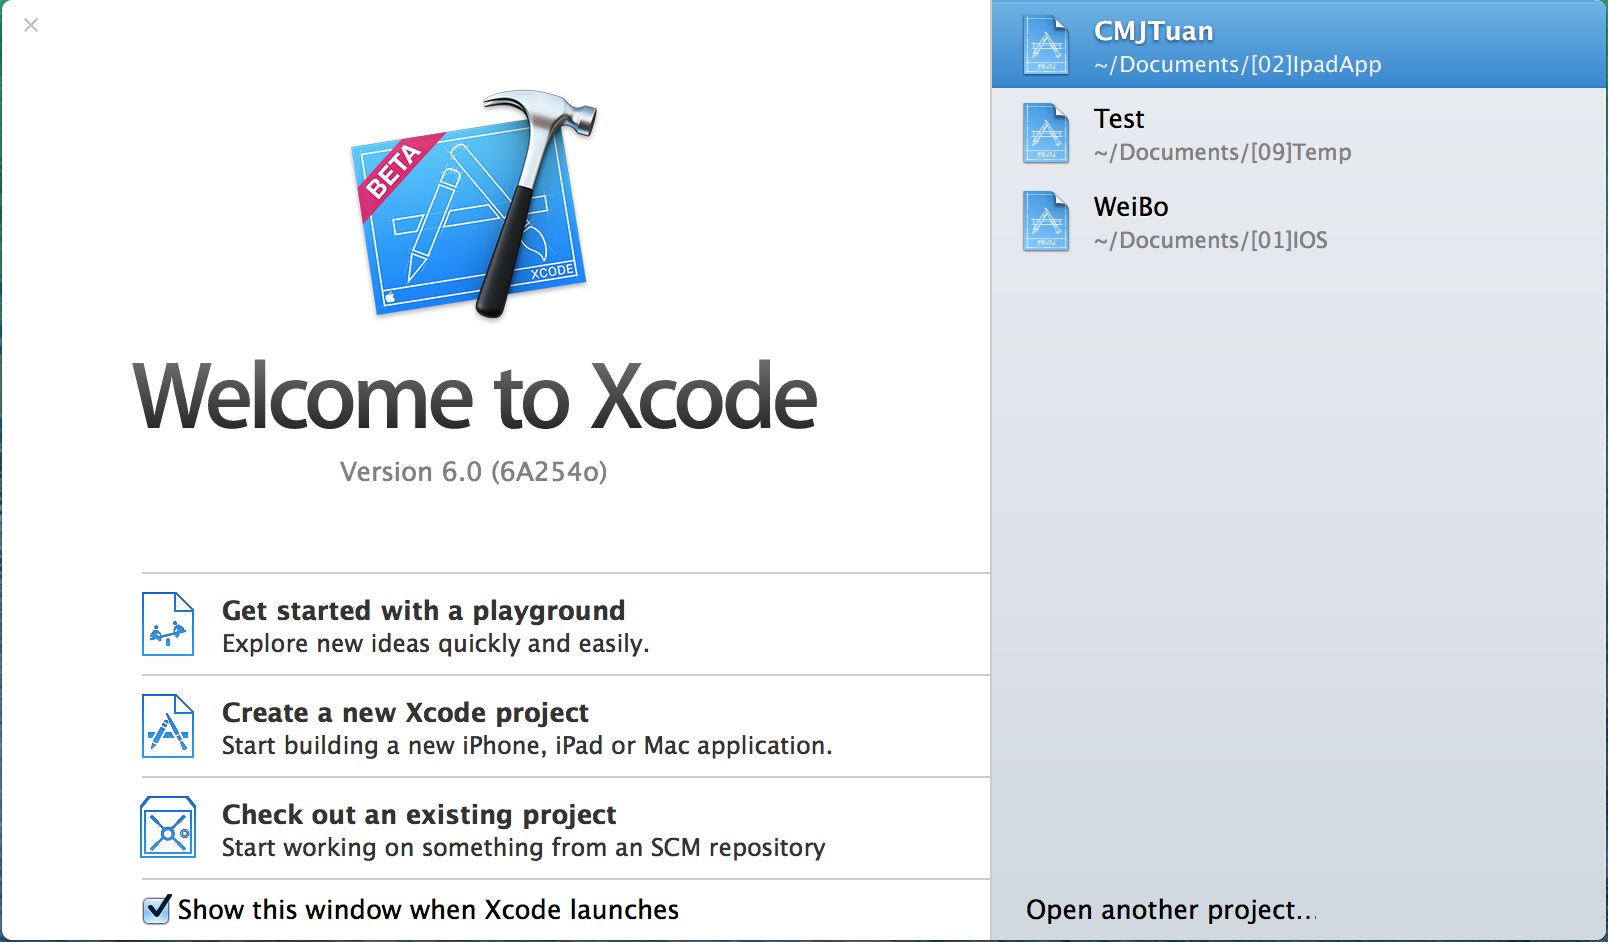 BETA
XCODE
Welcome to Xcode
Version 6.0 (6A254o)
Get started with a playground
Explore new ideas quickly and easily.
Create a new Xcode project
Start building a new iPhone, iPad or Mac application.
Check out an existing project
Start working on something from an SCM repository
Show this window when Xcode launches
PROJ
CMJTuan
~/Documents/[02]IpadApp
PROJ
Test
~/Documents/[09]Temp
PROJ
WeiBo
~/Documents/[01]IOS
Open another project...